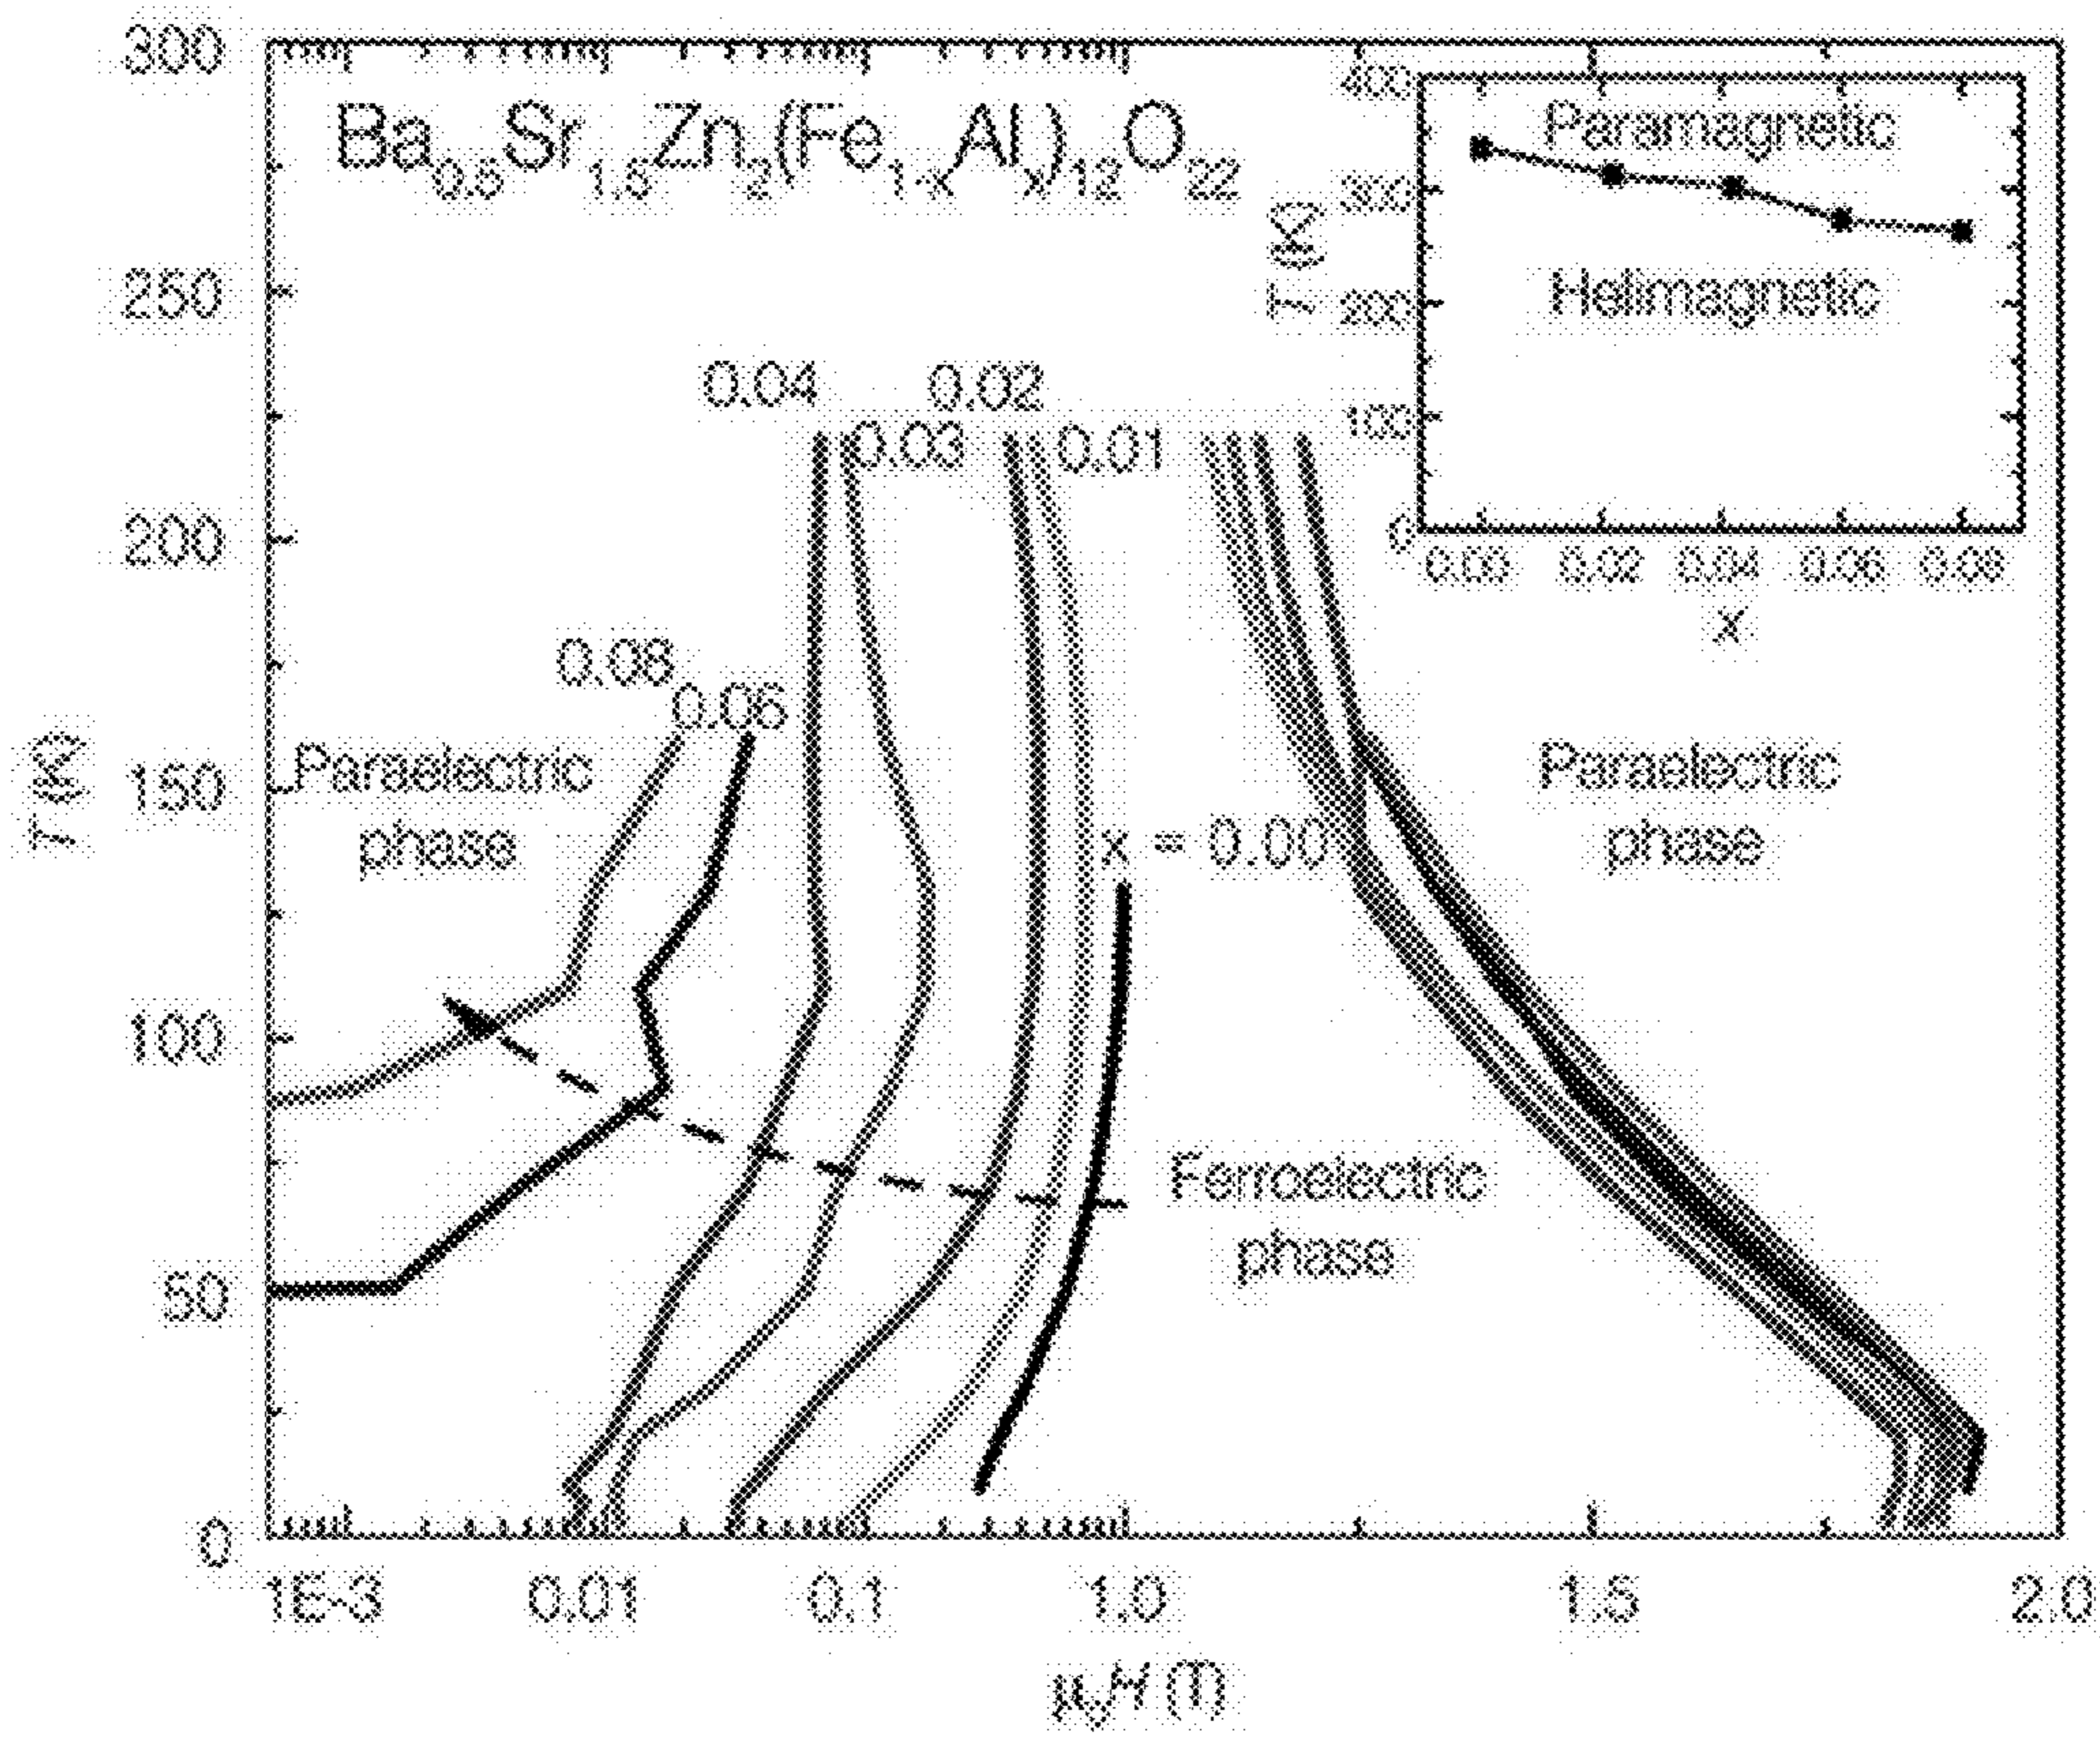 300
Ba0.5Sr1.5Zn2(Fe1-xAlx)12O22
400
Paramagnetic
300
T (K)
Helimagnetic
200
100
0
0.00 0.02 0.04 0.06 0.08
x
250
0.04 0.02
0.03 0.01
200
0.08
0.06
T (K)
150
Paraelectric
phase
Paraelectric
phase
x = 0.00
100
Ferroelectric
phase
50
0
1E-3 0.01 0.1 1.0 1.5 2.0
μ0H (T)